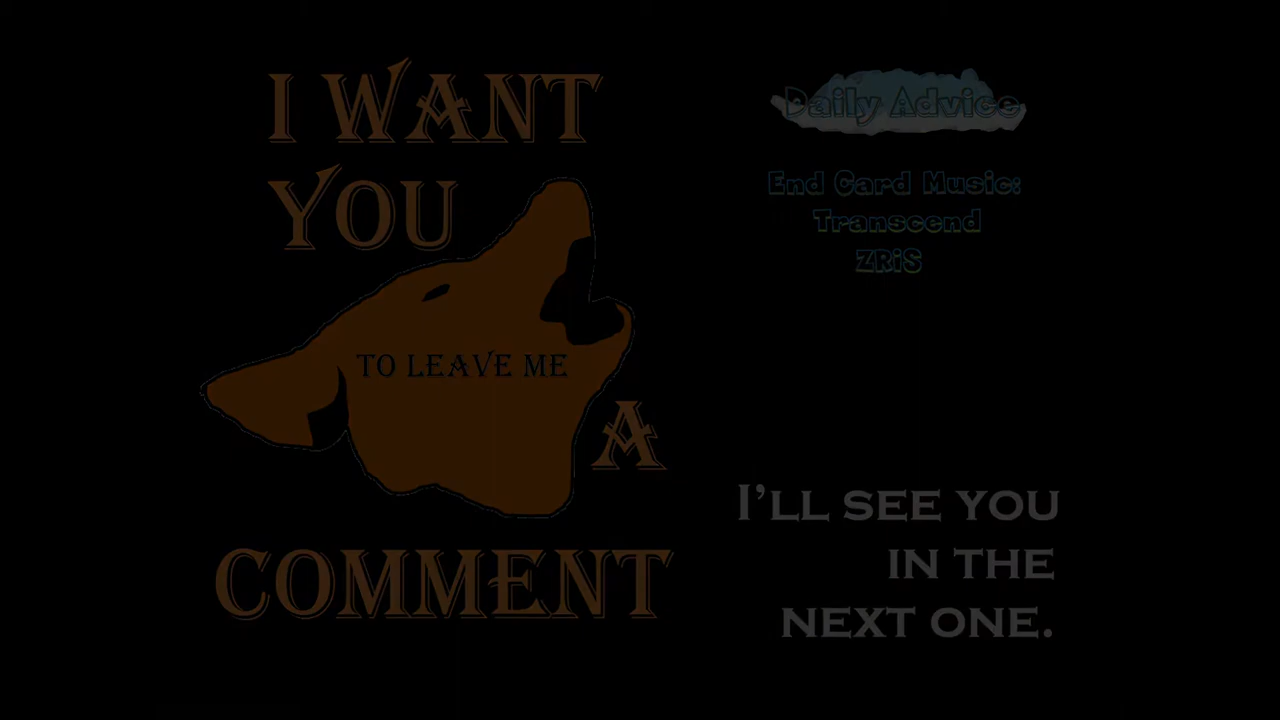 I WANT
YOU
TO LEAVE ME
A
COMMENT
Daily Advice
End Card Music:
Transcend
ZRiS
I'LL SEE YOU
IN THE
NEXT ONE.